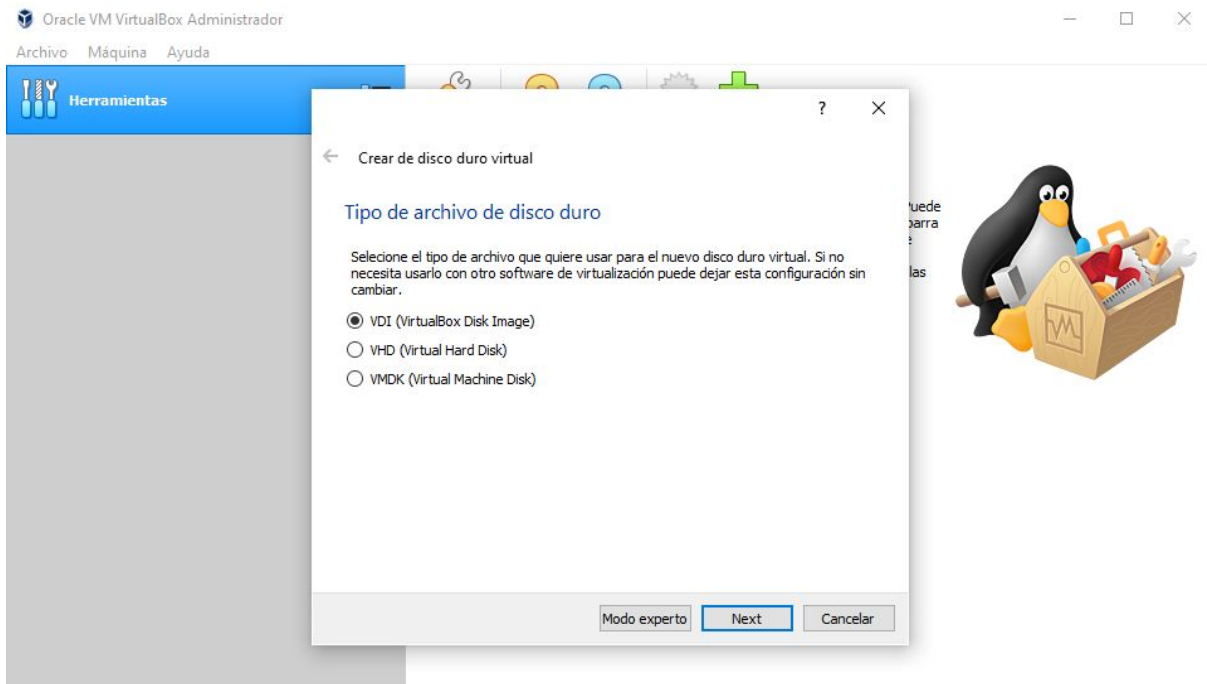 Oracle VM VirtualBox Administrador
Archivo Máquina Ayuda
Herramientas
?
Crear de disco duro virtual
Tipo de archivo de disco duro
Selecione el tipo de archivo que quiere usar para el nuevo disco duro virtual. Si no
necesita usarlo con otro software de virtualización puede dejar esta configuración sin
cambiar.
VDI (VirtualBox Disk Image)
VHD (Virtual Hard Disk)
VMDK (Virtual Machine Disk)
Modo experto Next Cancelar
las